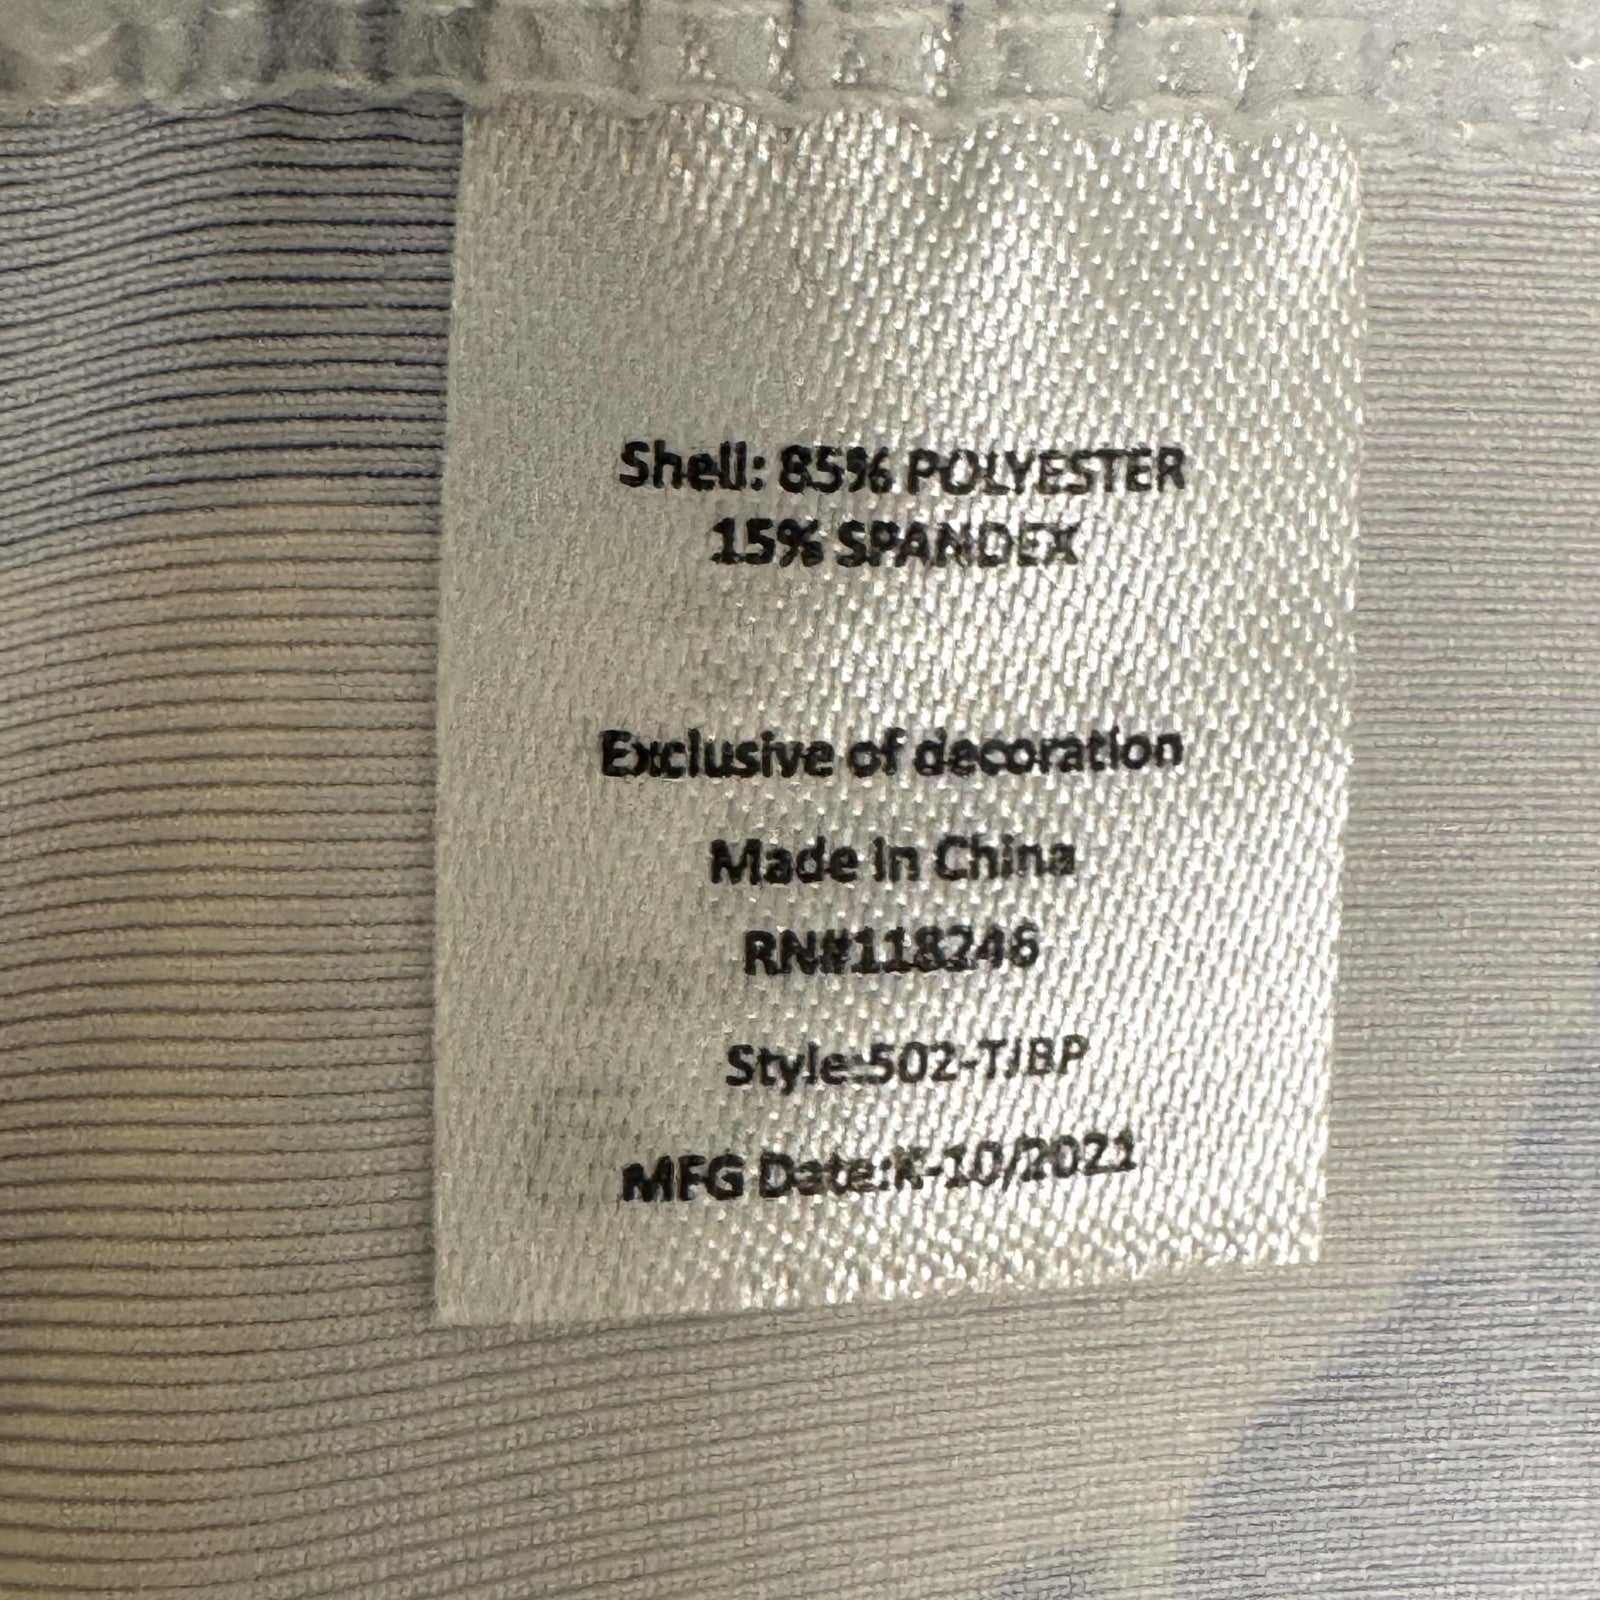 Shell: 85% POLYESTER
15% SPANDEX
Exclusive of decoration
Made In China
RN#118246
Style:502-TJBP
MFG Date:K-10/2021